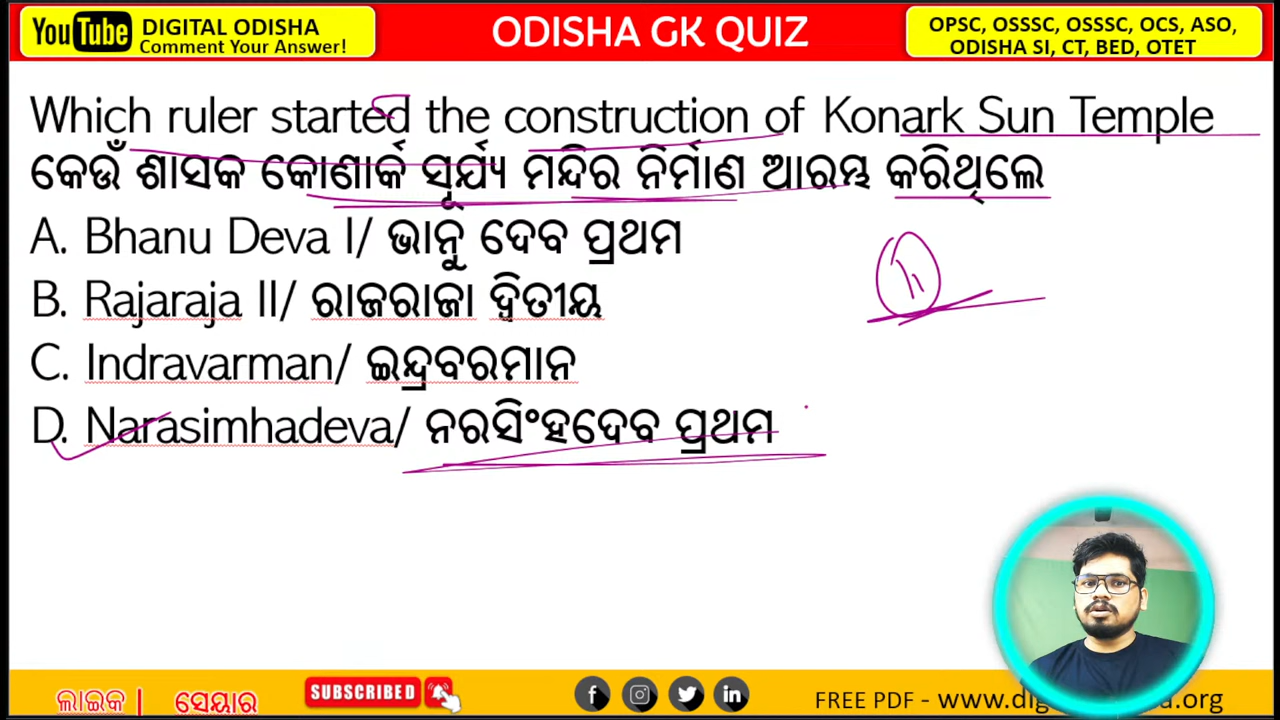 YouTube DIGITAL ODISHA
Comment Your Answer!
ODISHA GK QUIZ
OPSC, OSSSC, OSSSC, OCS, ASO,
ODISHA SI, CT, BED, OTET
Which ruler started the construction of Konark Sun Temple
କେଉଁ ଶାସକ କୋଣାର୍କ ସୂର୍ଯ୍ୟ ମନ୍ଦିର ନିର୍ମାଣ ଆରମ୍ଭ କରିଥିଲେ
A. Bhanu Deva I/ ଭାନୁ ଦେବ ପ୍ରଥମ
B. Rajaraja II/ ରାଜରାଜା ଦ୍ୱିତୀୟ
C. Indravarman/ ଇନ୍ଦ୍ରବରମାନ
D. Narasimhadeva/ ନରସିଂହଦେବ ପ୍ରଥମ
ଲାଇକ | ସେୟାର
SUBSCRIBED
FREE PDF - www.dig
.org